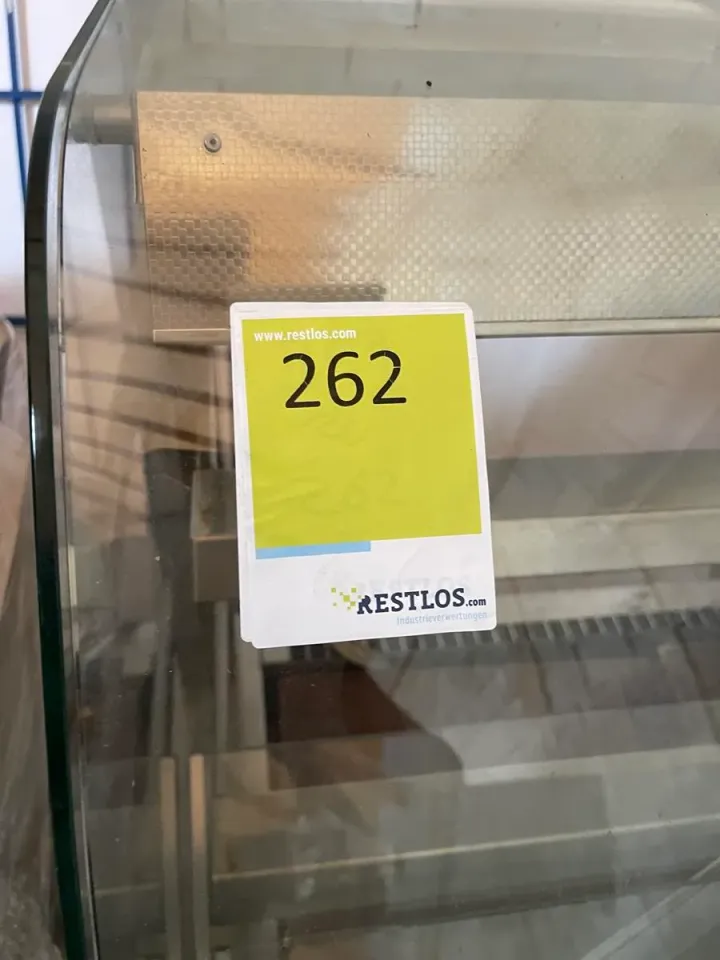 www.restlos.com
262
RESTLOS.com
Industrieverwertungen